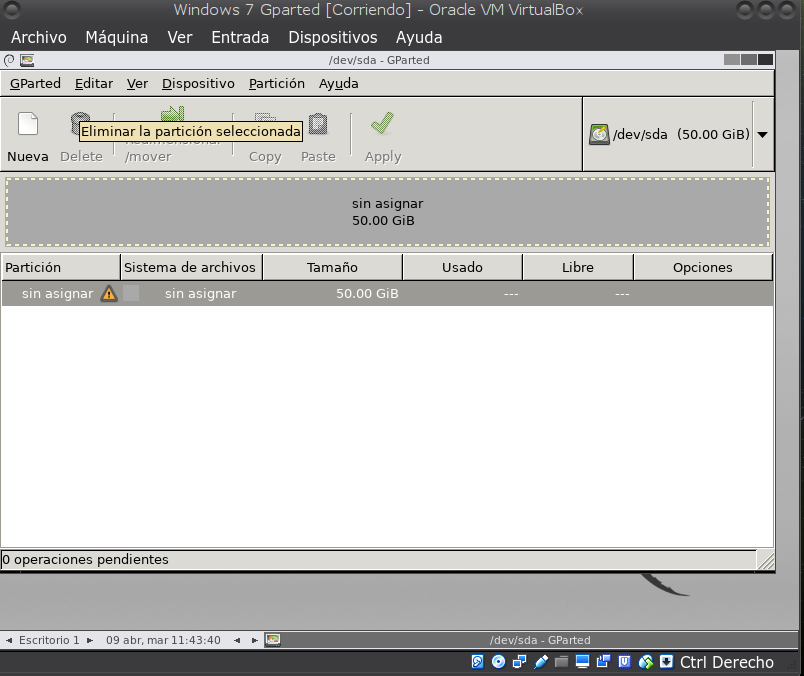 Windows 7 Gparted [Corriendo] - Oracle VM VirtualBox
Archivo Máquina Ver Entrada Dispositivos Ayuda
/dev/sda - GParted
GParted Editar Ver Dispositivo Partición Ayuda
Eliminar la partición seleccionada
Nueva Delete /mover Copy Paste Apply
/dev/sda (50.00 GiB)
sin asignar
50.00 GiB
Partición Sistema de archivos Tamaño Usado Libre Opciones
sin asignar sin asignar 50.00 GiB --- ---
0 operaciones pendientes
Escritorio 1 09 abr, mar 11:43:40 /dev/sda - GParted
Ctrl Derecho